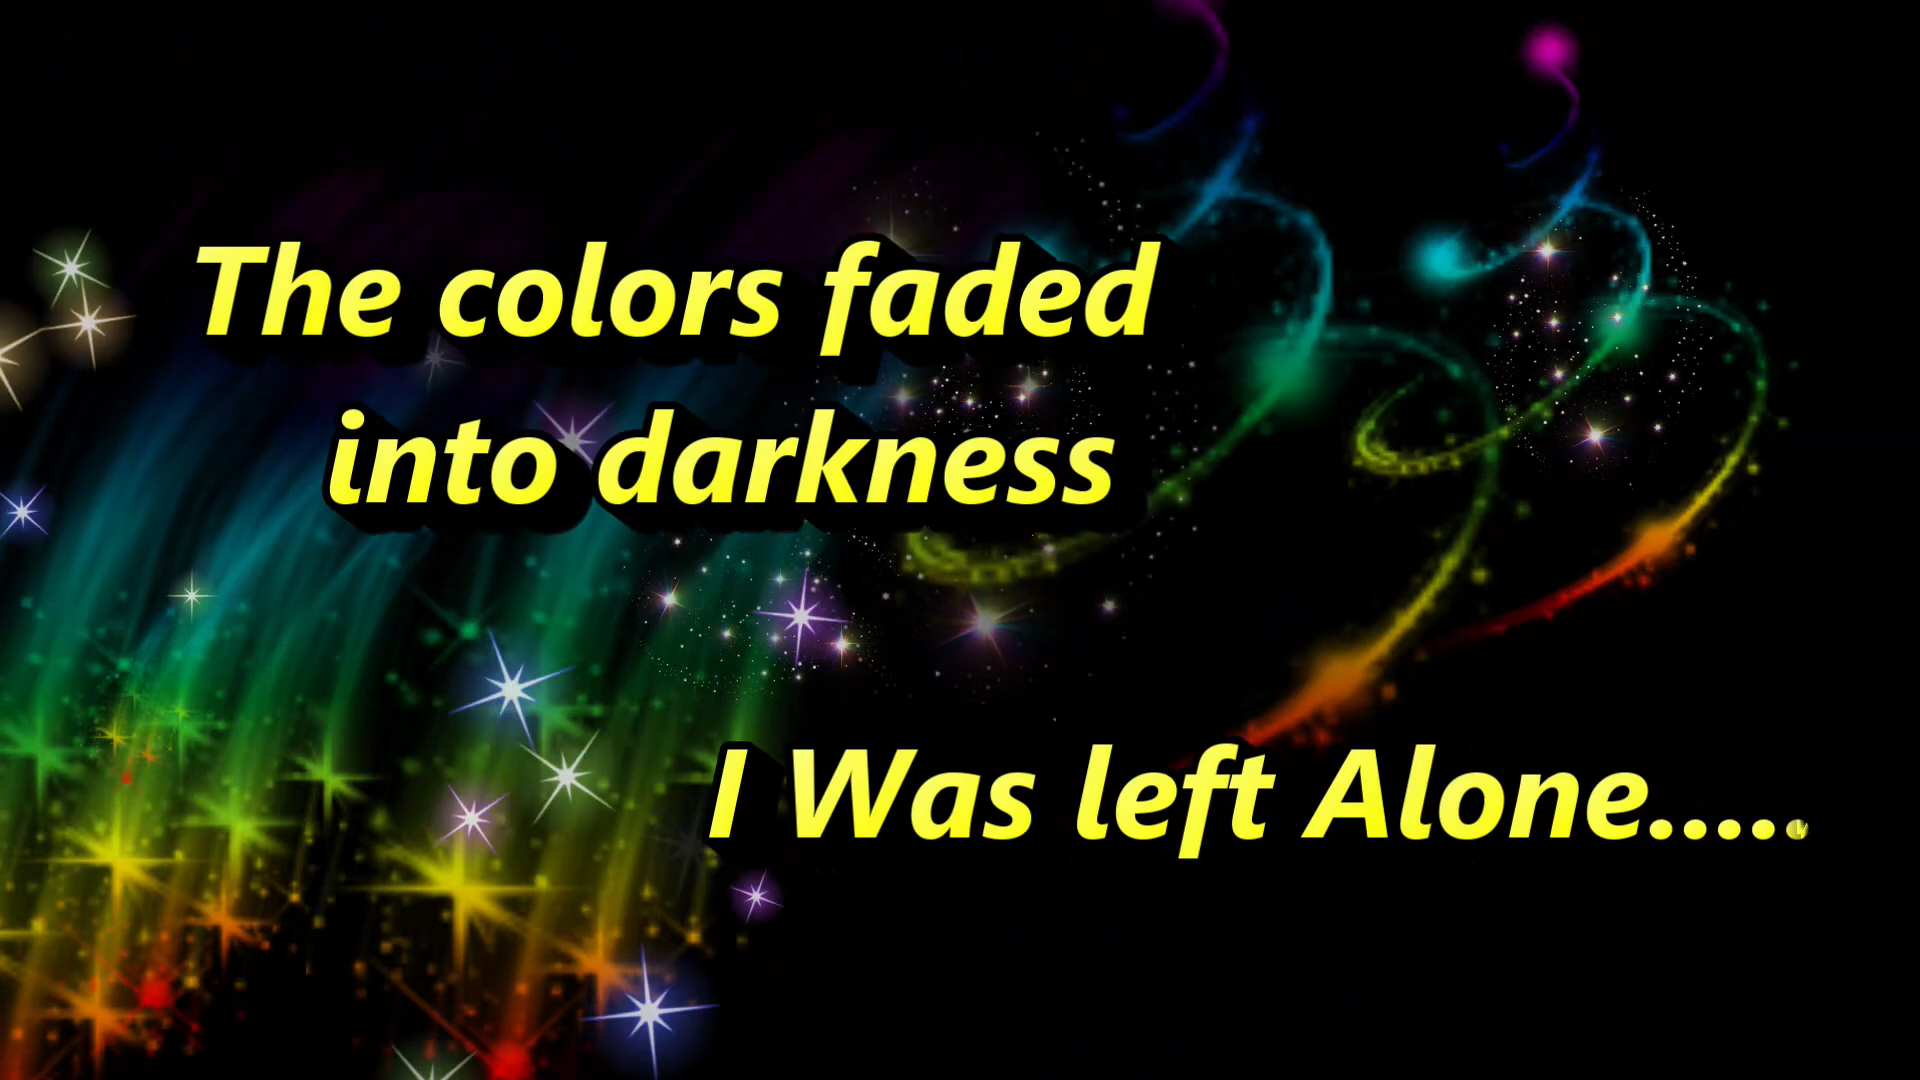 The colors faded
into darkness
I Was left Alone.....